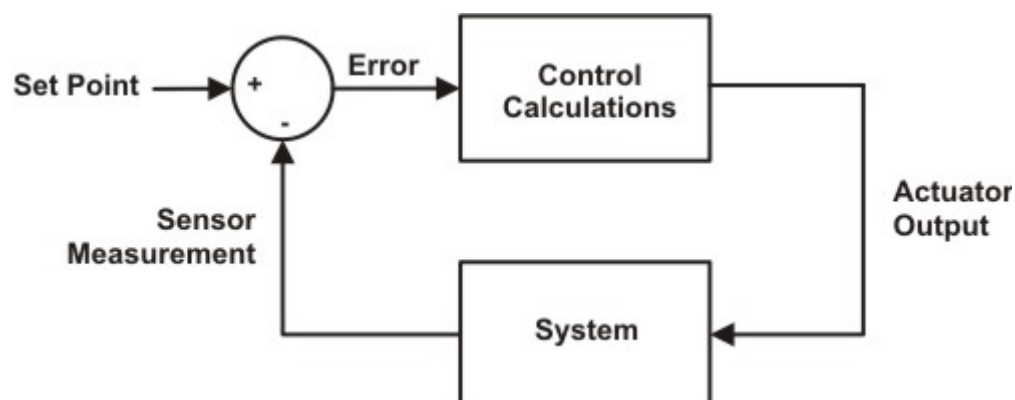 Set Point
+
-
Error
Control
Calculations
Actuator
Output
Sensor
Measurement
System